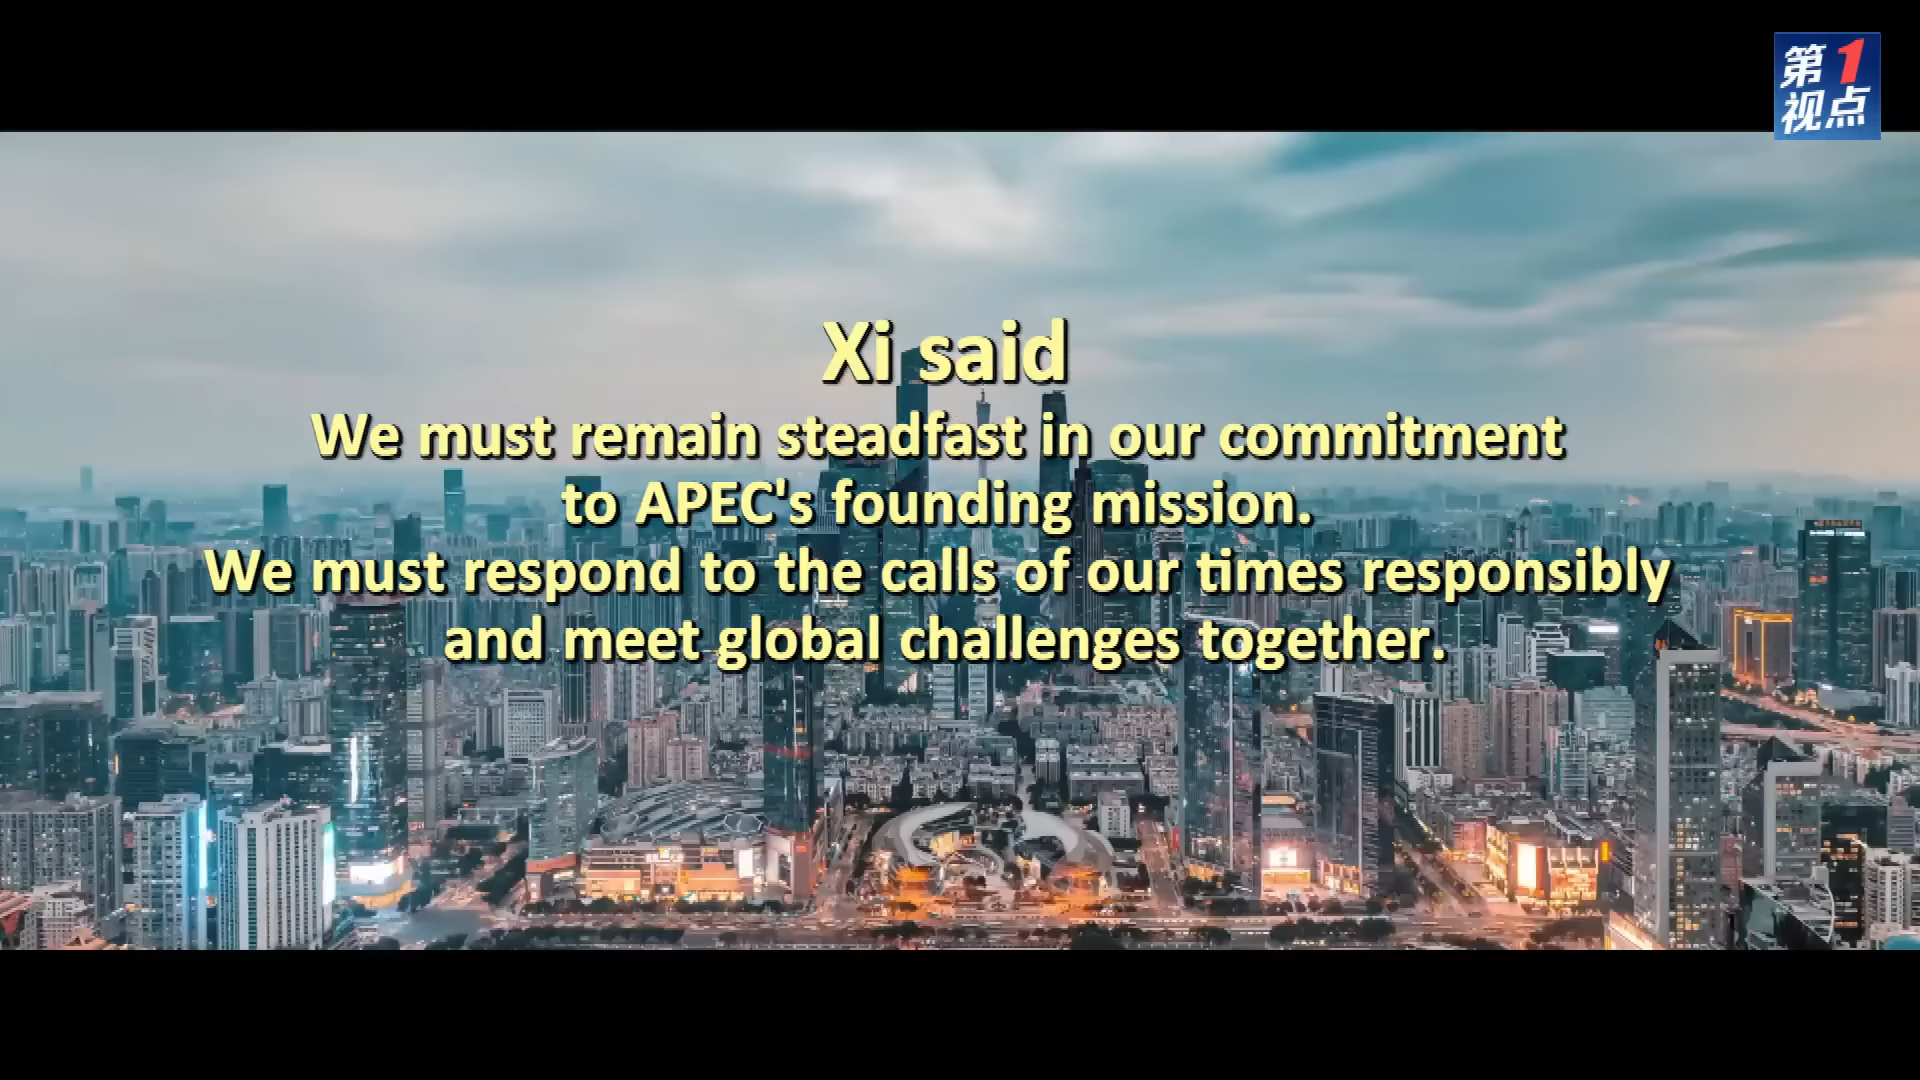 第1
视点
Xi said
We must remain steadfast in our commitment
to APEC's founding mission.
We must respond to the calls of our times responsibly
and meet global challenges together.